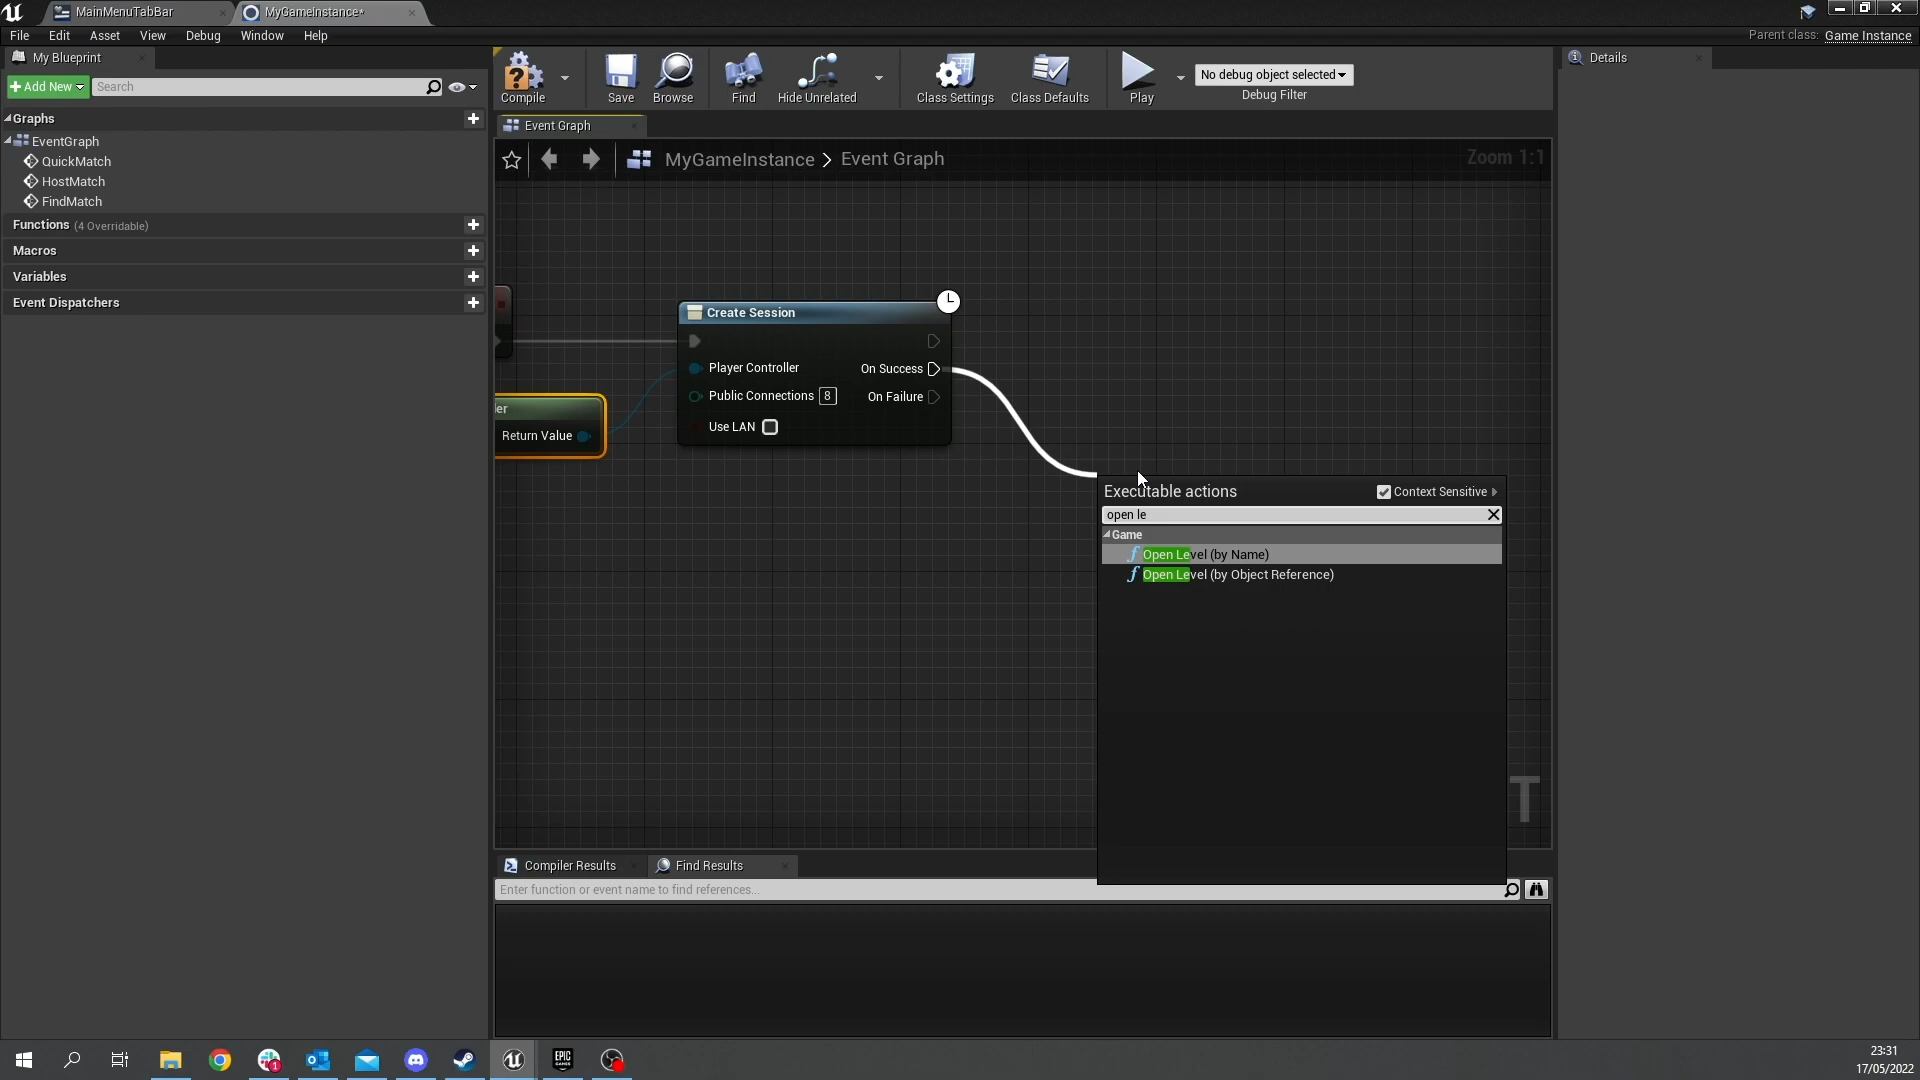 MainMenuTabBar
MyGameInstance*
File Edit Asset View Debug Window Help
Parent class: Game Instance
My Blueprint
Add New
Search
Graphs
EventGraph
QuickMatch
HostMatch
FindMatch
Functions (4 Overridable)
Macros
Variables
Event Dispatchers
Compile
Save
Browse
Find
Hide Unrelated
Class Settings
Class Defaults
Play
No debug object selected
Debug Filter
Details
Event Graph
MyGameInstance > Event Graph
Zoom 1:1
Create Session
Player Controller
On Success
Public Connections 8
On Failure
Use LAN
er
Return Value
Executable actions
Context Sensitive
open le
Game
Open Level (by Name)
Open Level (by Object Reference)
T
Compiler Results
Find Results
Enter function or event name to find references...
1
EPIC
GAMES
23:31
17/05/2022